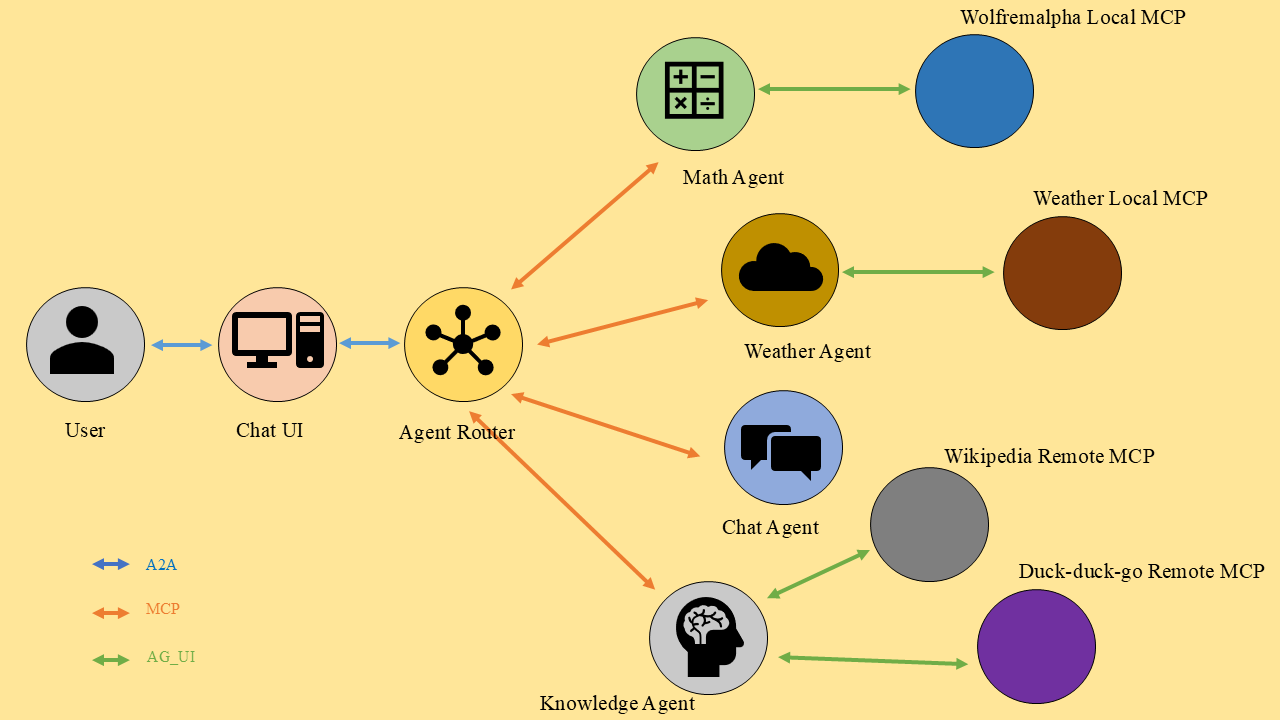 Wolfremalpha Local MCP
Math Agent
Weather Local MCP
Weather Agent
User
Chat UI
Agent Router
Wikipedia Remote MCP
Chat Agent
Duck-duck-go Remote MCP
A2A
MCP
AG_UI
Knowledge Agent